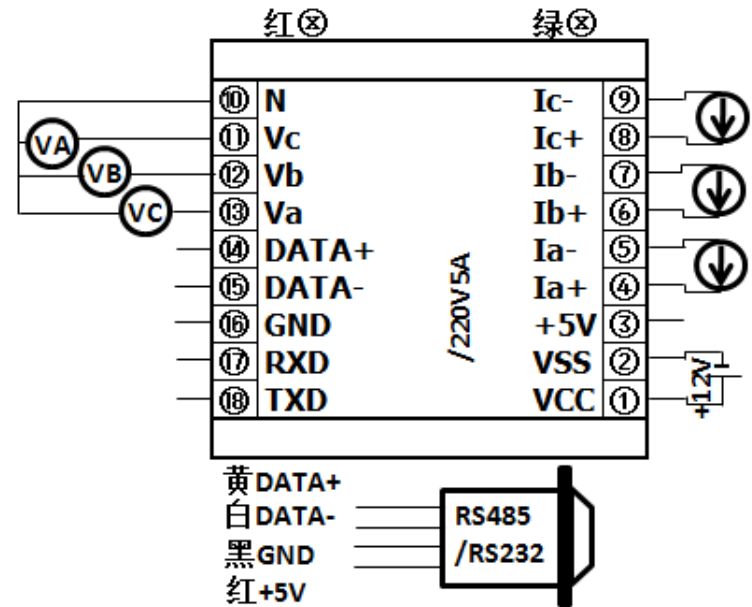 红ⓧ 绿ⓧ
⑩ N Ic- ⑨
⑪ Vc Ic+ ⑧
VA
⑫ Vb Ib- ⑦
VB
⑬ Va Ib+ ⑥
VC
⑭ DATA+ Ia- ⑤
⑮ DATA- Ia+ ④
⑯ GND +5V ③
⑰ RXD VSS ②
⑱ TXD VCC ①
/220V5A
+12V
黄DATA+
白DATA-
黑GND
红+5V
RS485
/RS232